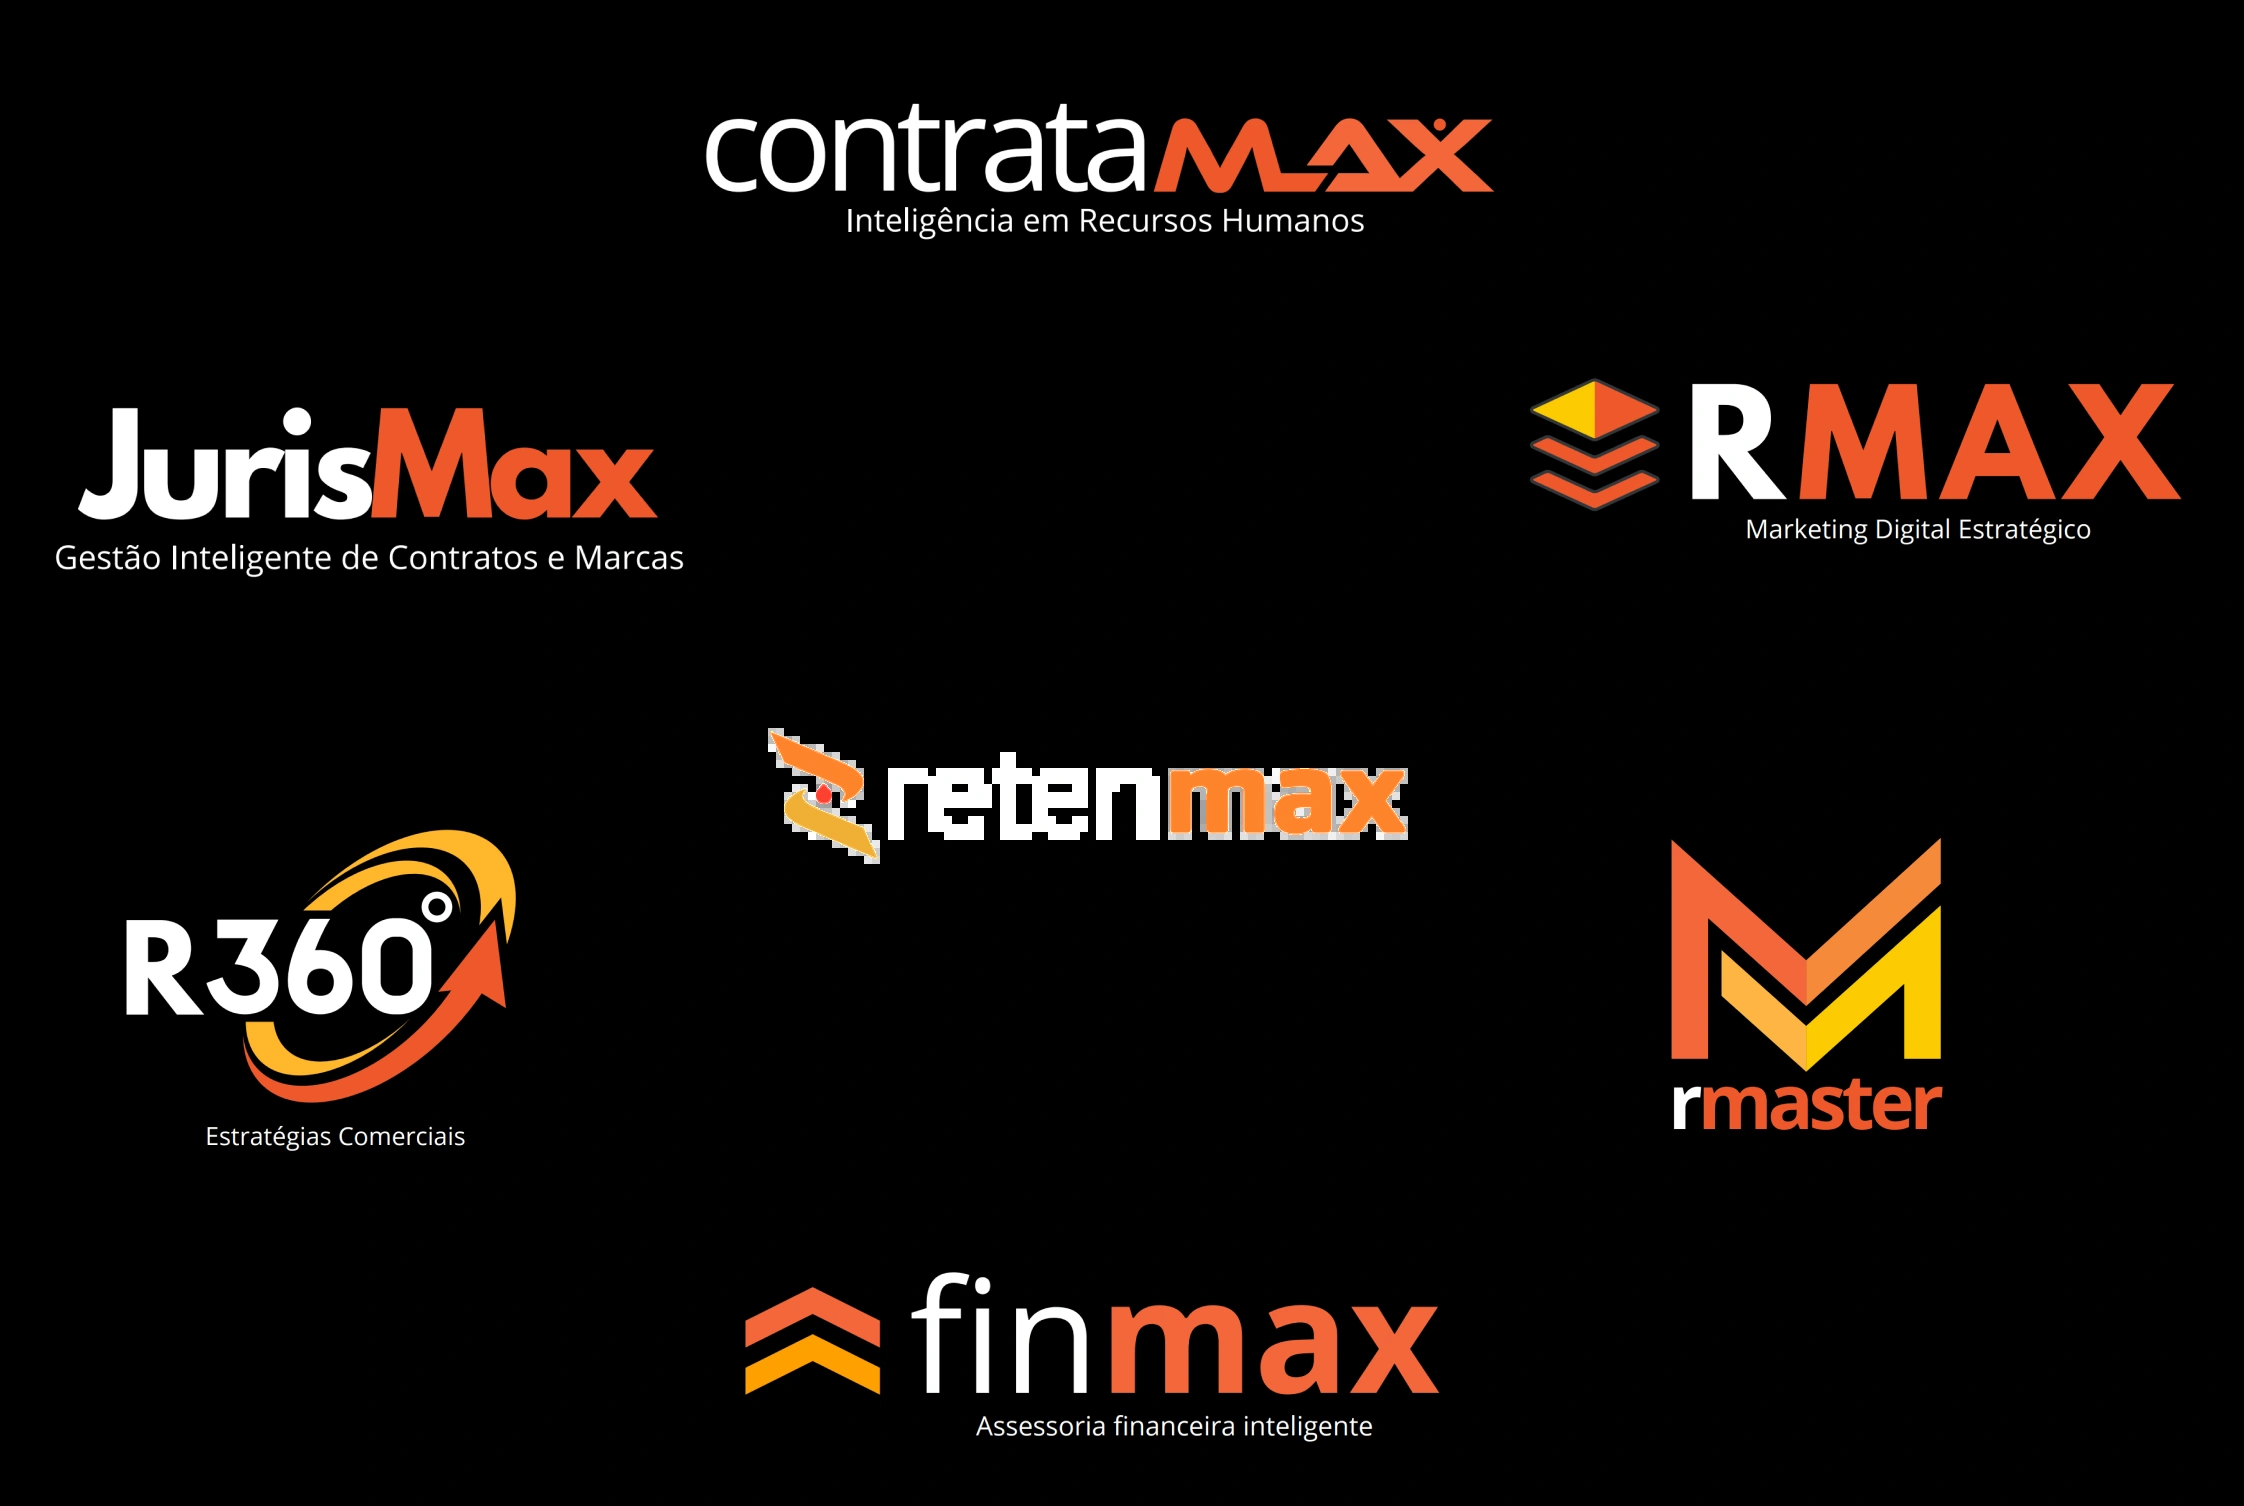 contrataMAX
Inteligência em Recursos Humanos
JurisMax
Gestão Inteligente de Contratos e Marcas
RMAX
Marketing Digital Estratégico
retenmax
R360°
Estratégias Comerciais
rmaster
finmax
Assessoria financeira inteligente